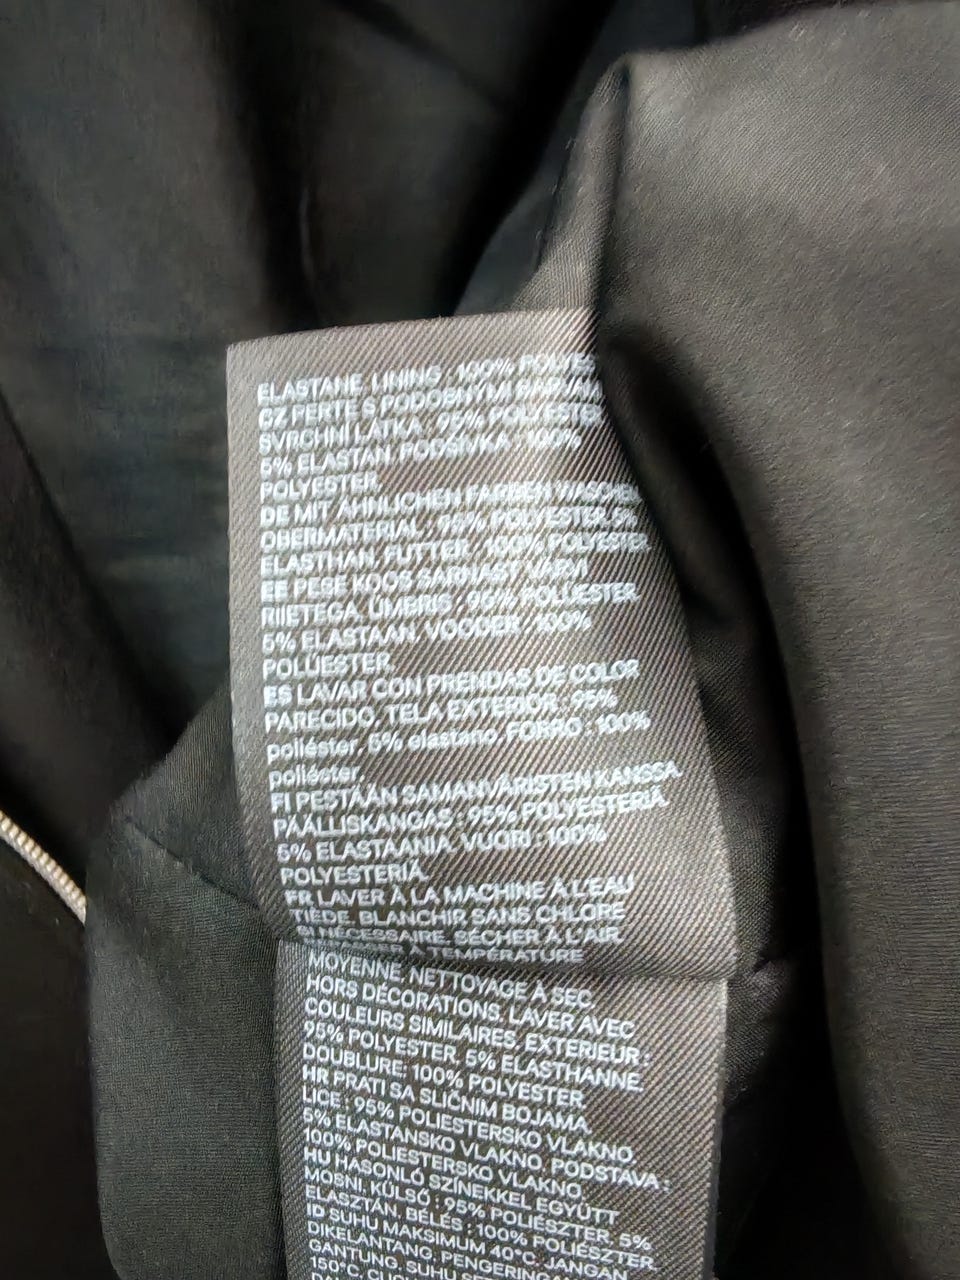 ELASTANE. LINING : 100% POLYES
CZ PERTE S PODOBNÝMI BARVAMI
SVRCHNÍ LÁTKA : 95% POLYESTER
5% ELASTAN. PODŠÍVKA : 100%
POLYESTER.
DE MIT ÄHNLICHEN FARBEN WASCHEN
OBERMATERIAL : 95% POLYESTER, 5%
ELASTHAN. FUTTER : 100% POLYESTER.
EE PESE KOOS SARNAST VÄRVI
RIIETEGA. ÜMBRIS : 95% POLÜESTER
5% ELASTAAN. VOODER : 100%
POLÜESTER.
ES LAVAR CON PRENDAS DE COLOR
PARECIDO. TELA EXTERIOR : 95%
poliéster, 5% elastano. FORRO : 100%
poliéster.
FI PESTÄÄN SAMANVÄRISTEN KANSSA
PÄÄLLISKANGAS : 95% POLYESTERIÄ
5% ELASTAANIA. VUORI : 100%
POLYESTERIÄ.
FR LAVER À LA MACHINE À L'EAU
TIÈDE. BLANCHIR SANS CHLORE
SI NÉCESSAIRE. SÉCHER À L'AIR.
TEMPÉRATURE
MOYENNE. NETTOYAGE À SEC.
HORS DÉCORATIONS. LAVER AVEC
COULEURS SIMILAIRES. EXTERIEUR :
95% POLYESTER, 5% ELASTHANNE.
DOUBLURE: 100% POLYESTER
HR PRATI SA SLIČNIM BOJAMA
LICE : 95% POLIESTERSKO VLAKNO,
5% ELASTANSKO VLAKNO. PODSTAVA :
100% POLIESTERSKO VLAKNO.
HU HASONLÓ SZÍNEKKEL EGYÜTT
MOSNI. KÜLSŐ : 95% POLIÉSZTER, 5%
ELASZTÁN. BÉLÉS : 100% POLIÉSZTER.
ID SUHU MAKSIMUM 40°C. JANGAN
DIKELANTANG. PENGERINGAN
GANTUNG. SUHU
150°C.